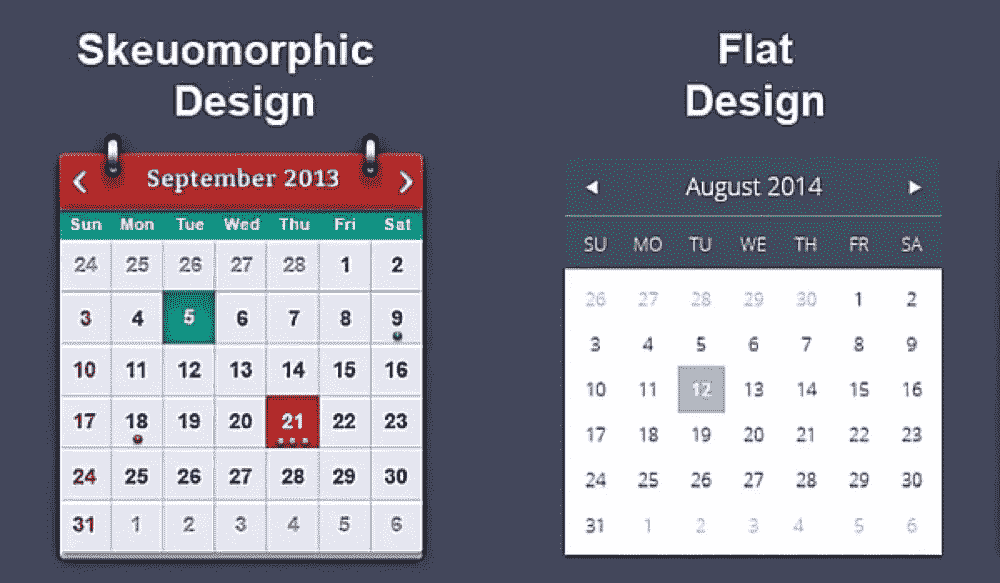 Skeuomorphic
Design
September 2013
Sun Mon Tue Wed Thu Fri Sat
24 25 26 27 28 1 2
3 4 5 6 7 8 9
10 11 12 13 14 15 16
17 18 19 20 21 22 23
24 25 26 27 28 29 30
31 1 2 3 4 5 6
Flat
Design
August 2014
SU MO TU WE TH FR SA
26 27 28 29 30 1 2
3 4 5 6 7 8 9
10 11 12 13 14 15 16
17 18 19 20 21 22 23
24 25 26 27 28 29 30
31 1 2 3 4 5 6